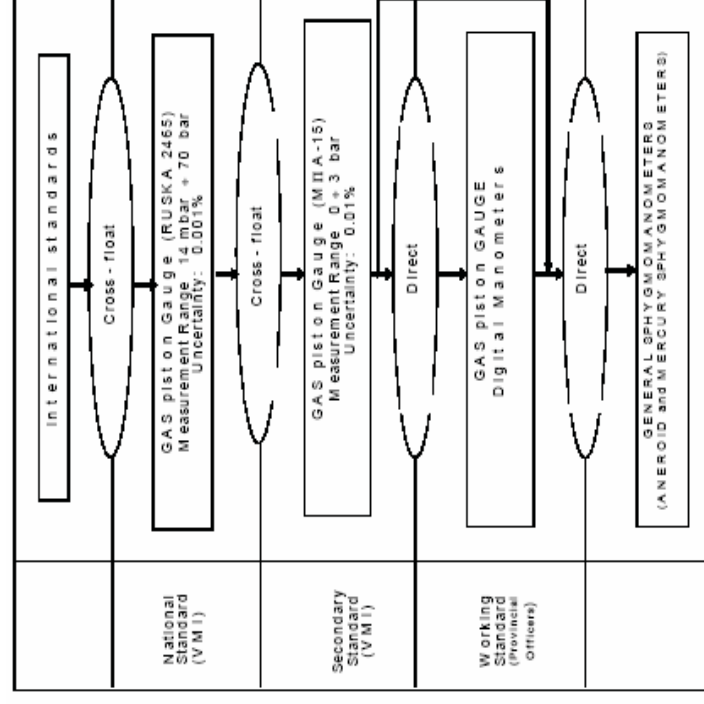 International standards
Cross - float
National
Standard
(VMI)
GAS piston Gauge (RUSKA 2465)
Measurement Range 14 mbar ÷ 70 bar
Uncertainty: 0.001%
Cross - float
Secondary
Standard
(VMI)
GAS piston Gauge (MПA-15)
Measurement Range 0 ÷ 3 bar
Uncertainty: 0.01%
Direct
Working
Standard
(Provincial
Officers)
GAS piston GAUGE
Digital Manometers
Direct
GENERAL SPHYGMOMANOMETERS
(ANEROID and MERCURY SPHYGMOMANOMETERS)